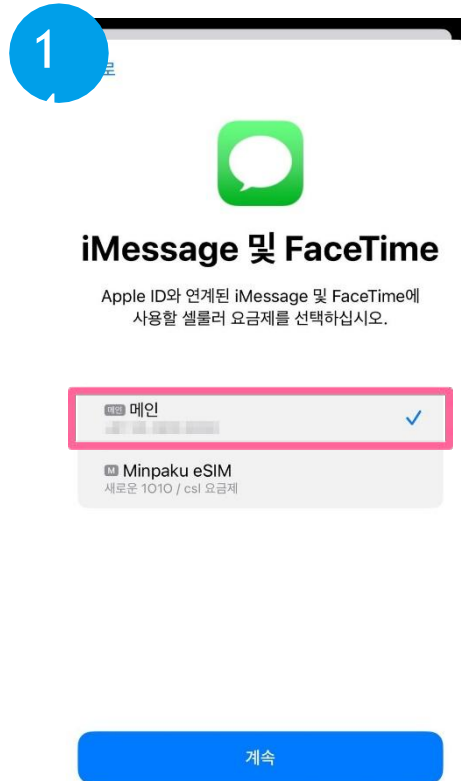 1
로
iMessage 및 FaceTime
Apple ID와 연계된 iMessage 및 FaceTime에
사용할 셀룰러 요금제를 선택하십시오.
메인 메인
M Minpaku eSIM
새로운 1O1O / csl 요금제
계속